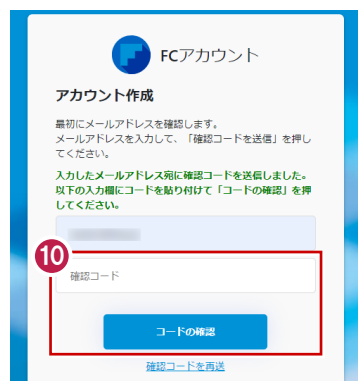 FCアカウント
アカウント作成
最初にメールアドレスを確認します。
メールアドレスを入力して、「確認コードを送信」を押し
てください。
入力したメールアドレス宛に確認コードを送信しました。
以下の入力欄にコードを貼り付けて「コードの確認」を押
してください。
10
確認コード
コードの確認
確認コードを再送